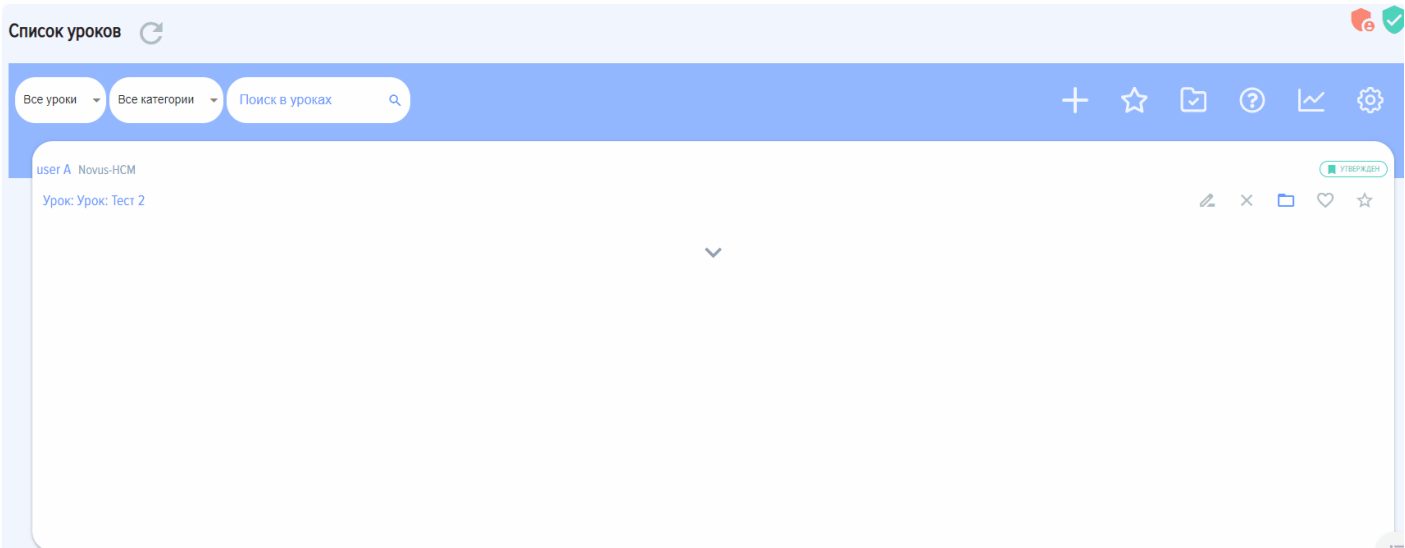 Список уроков
Все уроки Все категории Поиск в уроках
user A Novus-HCM УТВЕРЖДЕН
Урок: Урок: Тест 2